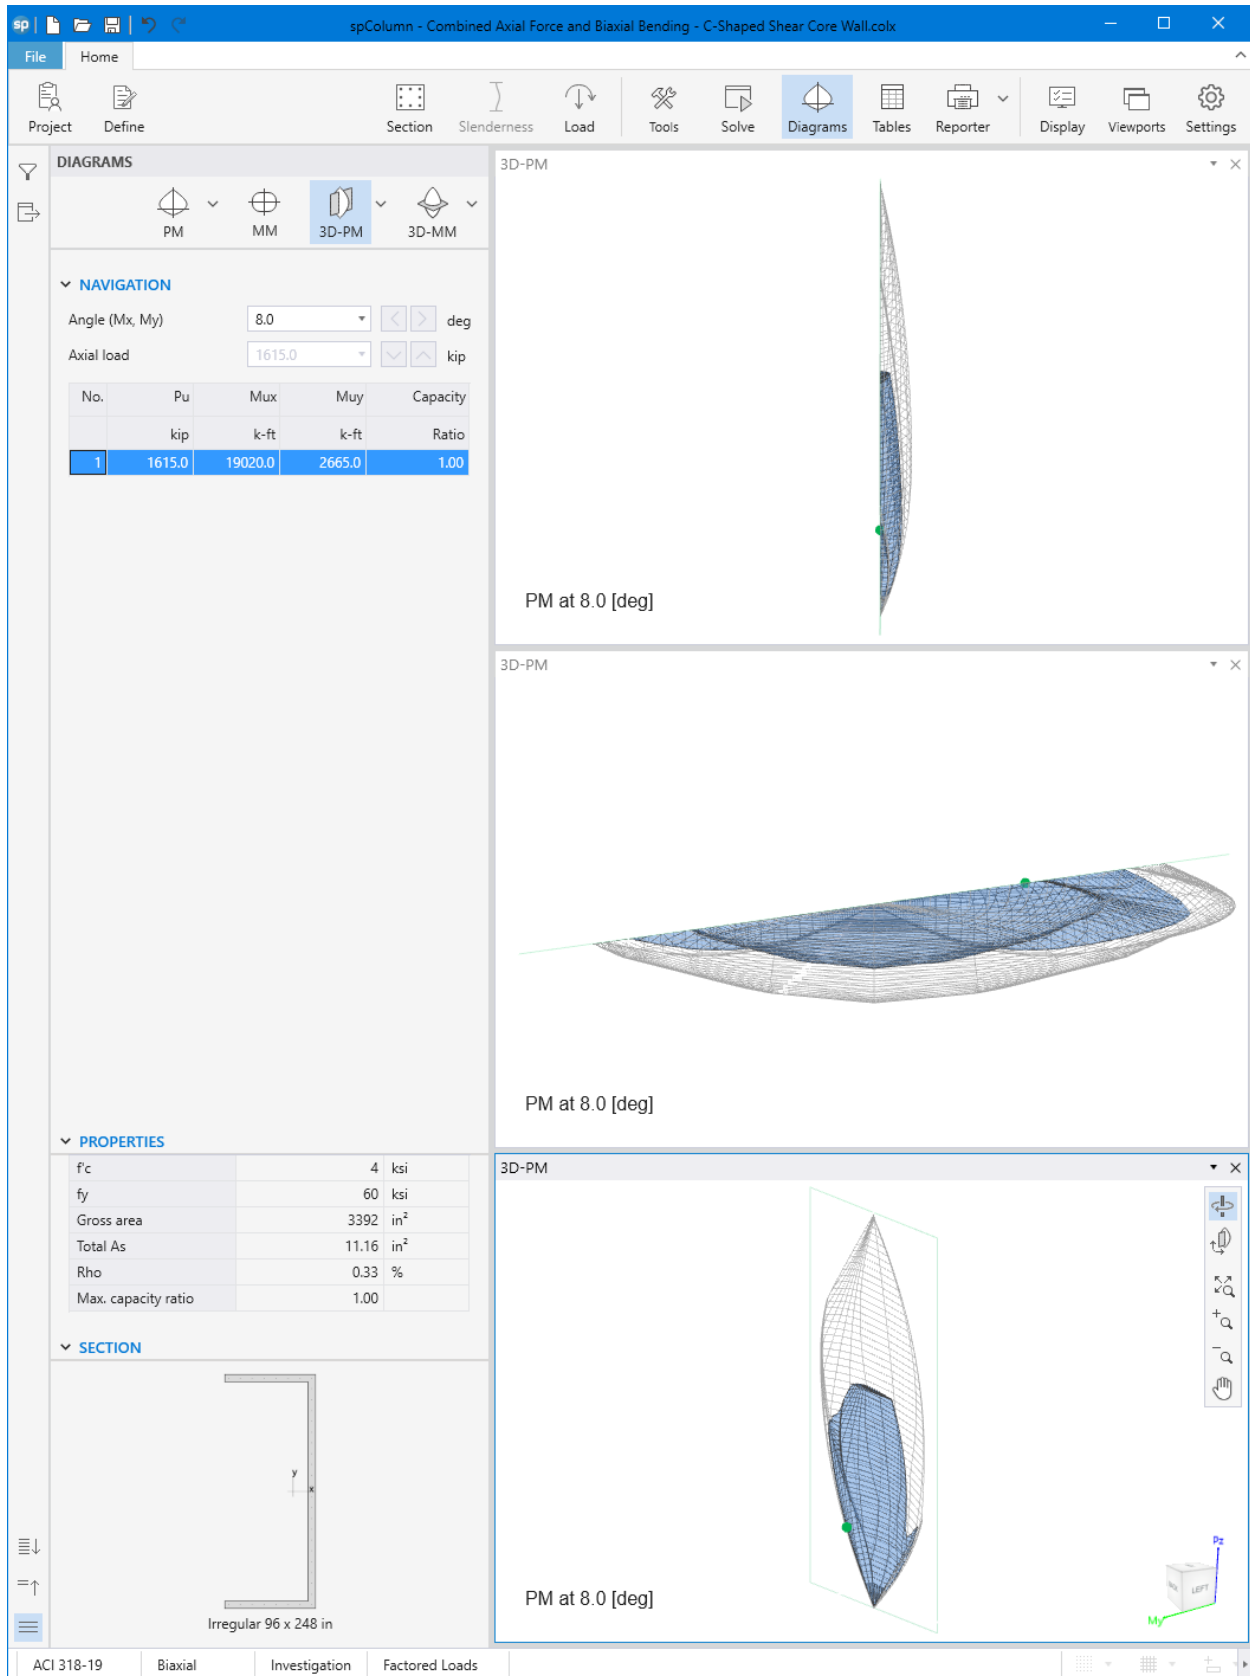 sp spColumn - Combined Axial Force and Biaxial Bending - C-Shaped Shear Core Wall.colx
File Home
Project Define Section Slenderness Load Tools Solve Diagrams Tables Reporter Display Viewports Settings
DIAGRAMS
PM MM 3D-PM 3D-MM
NAVIGATION
Angle (Mx, My) 8.0 deg
Axial load 1615.0 kip
No. Pu Mux Muy Capacity
kip k-ft k-ft Ratio
1 1615.0 19020.0 2665.0 1.00
PROPERTIES
f'c 4 ksi
fy 60 ksi
Gross area 3392 in²
Total As 11.16 in²
Rho 0.33 %
Max. capacity ratio 1.00
SECTION
y
x
Irregular 96 x 248 in
3D-PM
PM at 8.0 [deg]
3D-PM
PM at 8.0 [deg]
3D-PM
Pz
LEFT
My
PM at 8.0 [deg]
ACI 318-19 Biaxial Investigation Factored Loads